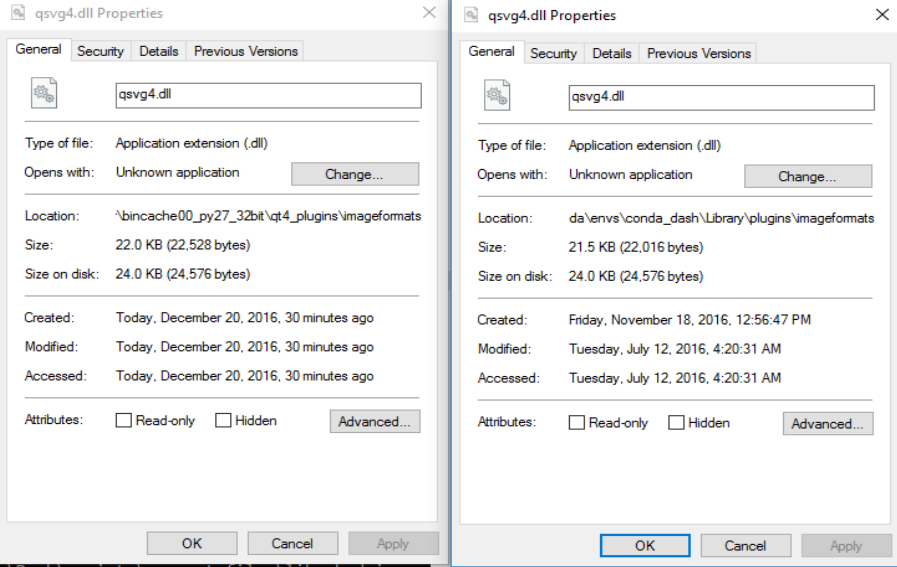 qsvg4.dll Properties
General Security Details Previous Versions
qsvg4.dll
Type of file: Application extension (.dll)
Opens with: Unknown application Change...
Location: \bincache00_py27_32bit\qt4_plugins\imageformats
Size: 22.0 KB (22,528 bytes)
Size on disk: 24.0 KB (24,576 bytes)
Created: Today, December 20, 2016, 30 minutes ago
Modified: Today, December 20, 2016, 30 minutes ago
Accessed: Today, December 20, 2016, 30 minutes ago
Attributes: Read-only Hidden Advanced...
OK Cancel Apply
qsvg4.dll Properties
General Security Details Previous Versions
qsvg4.dll
Type of file: Application extension (.dll)
Opens with: Unknown application Change...
Location: da\envs\conda_dash\Library\plugins\imageformats
Size: 21.5 KB (22,016 bytes)
Size on disk: 24.0 KB (24,576 bytes)
Created: Friday, November 18, 2016, 12:56:47 PM
Modified: Tuesday, July 12, 2016, 4:20:31 AM
Accessed: Tuesday, July 12, 2016, 4:20:31 AM
Attributes: Read-only Hidden Advanced...
OK Cancel Apply